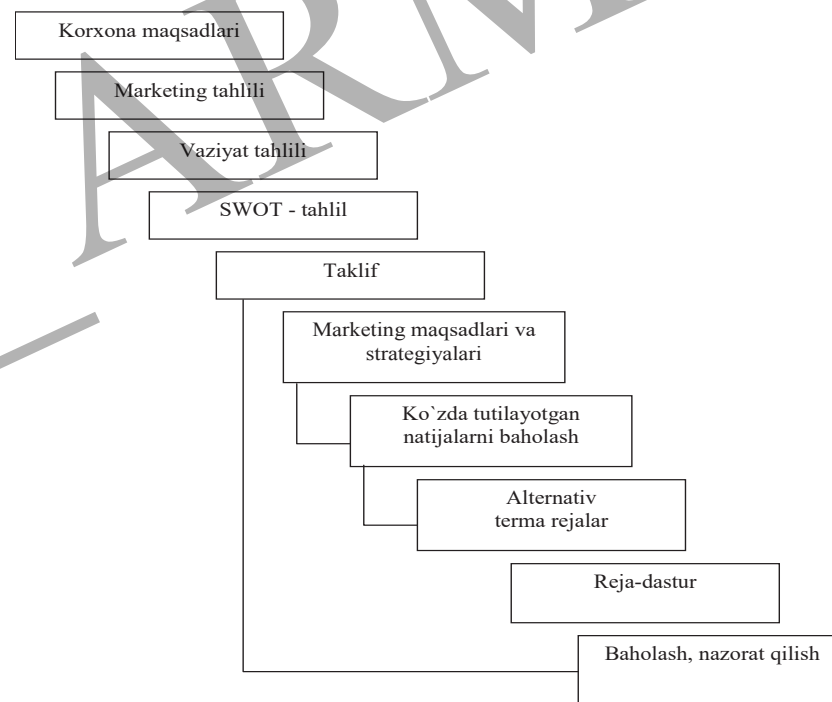 Korxona maqsadlari
Marketing tahlili
Vaziyat tahlili
SWOT - tahlil
Taklif
Marketing maqsadlari va
strategiyalari
Ko`zda tutilayotgan
natijalarni baholash
Alternativ
terma rejalar
Reja-dastur
Baholash, nazorat qilish